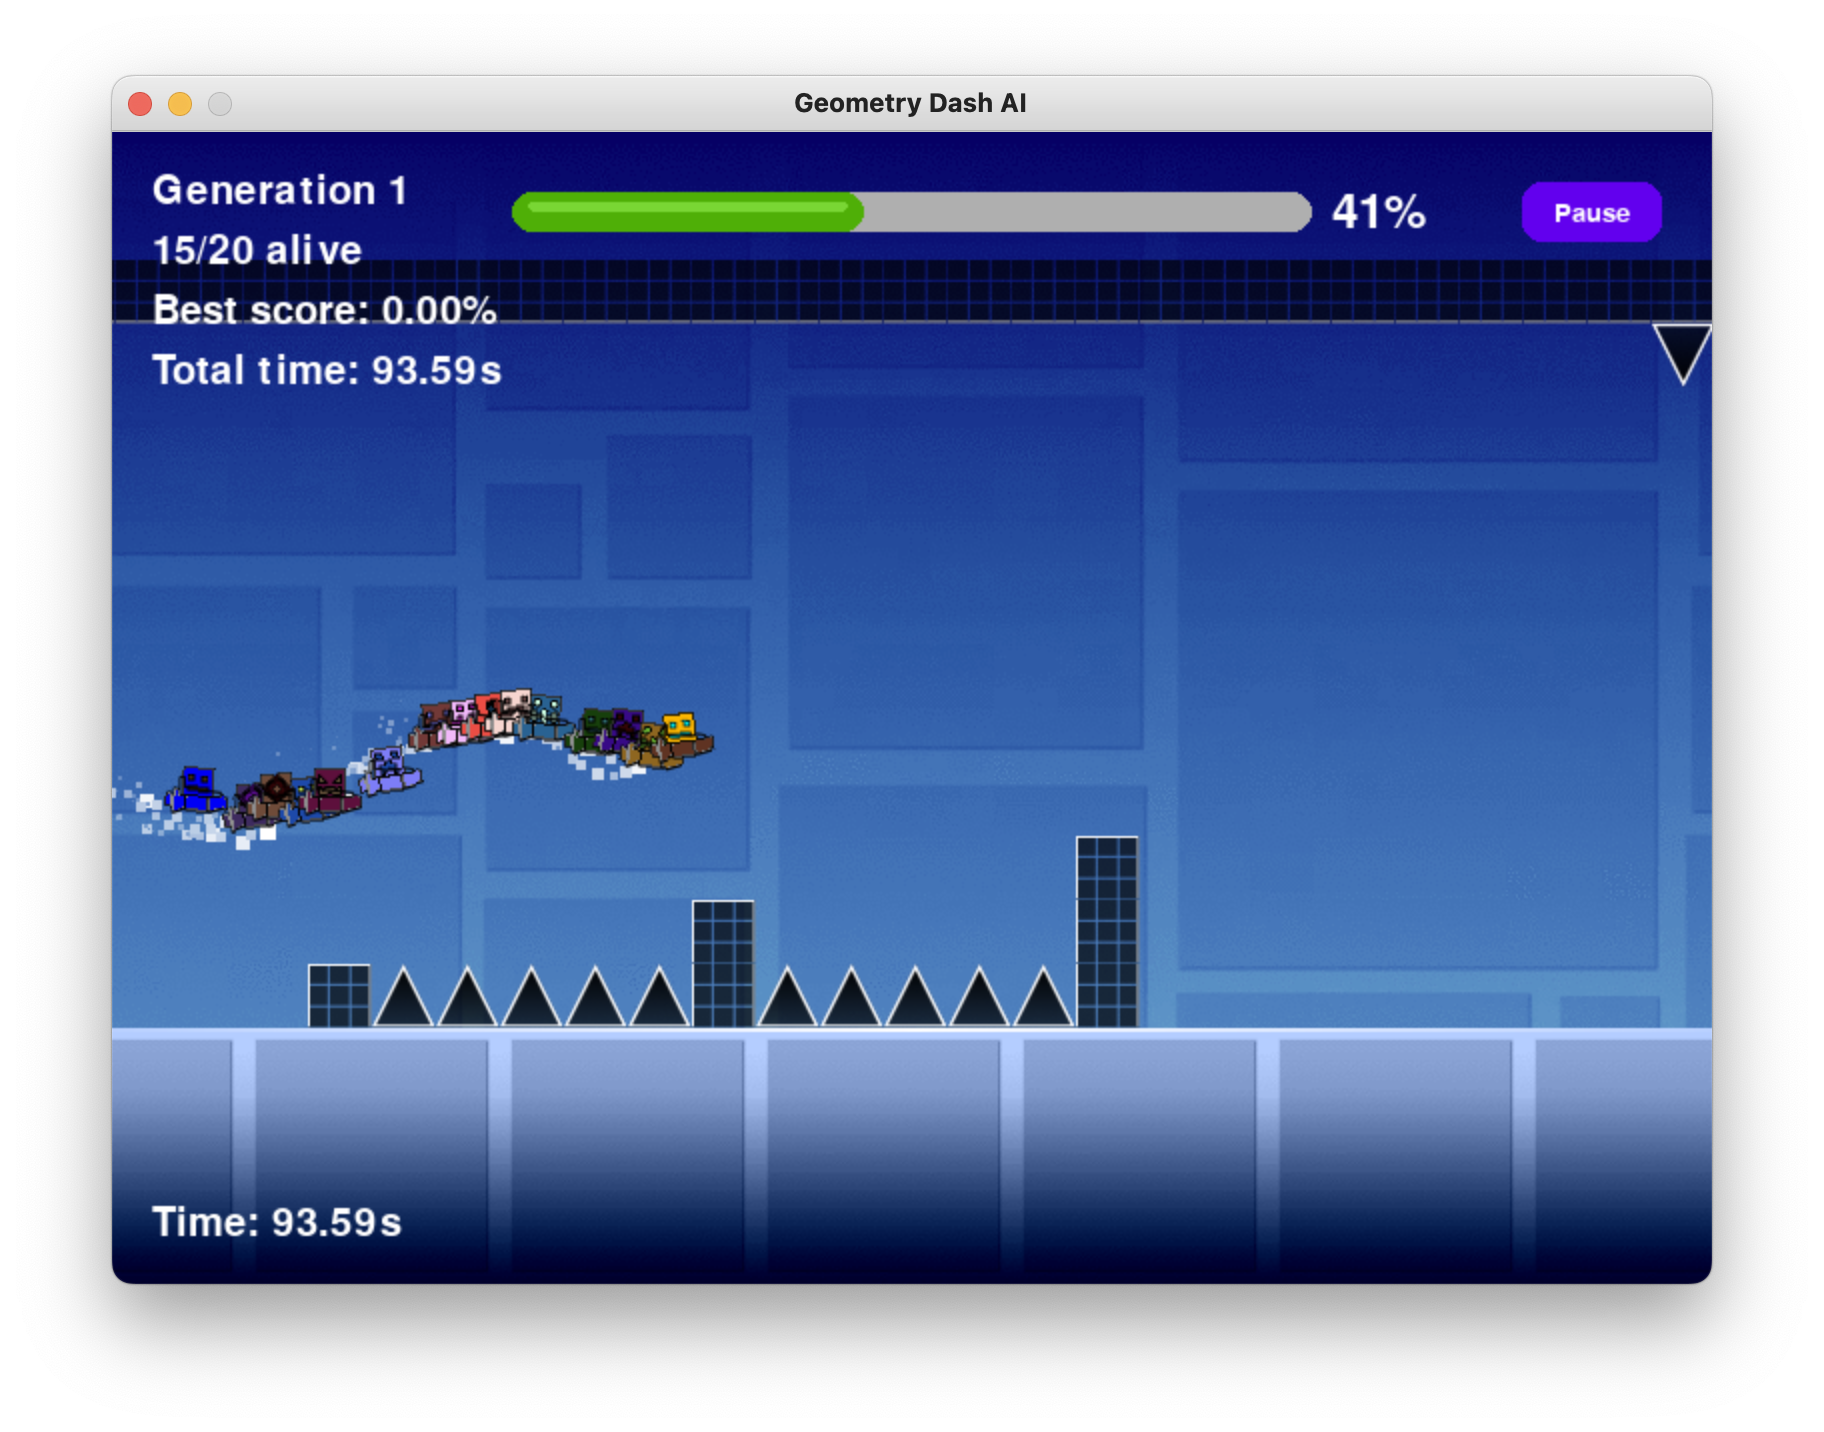 Geometry Dash AI
Generation 1
41%
Pause
15/20 alive
Best score: 0.00%
Total time: 93.59s
Time: 93.59s